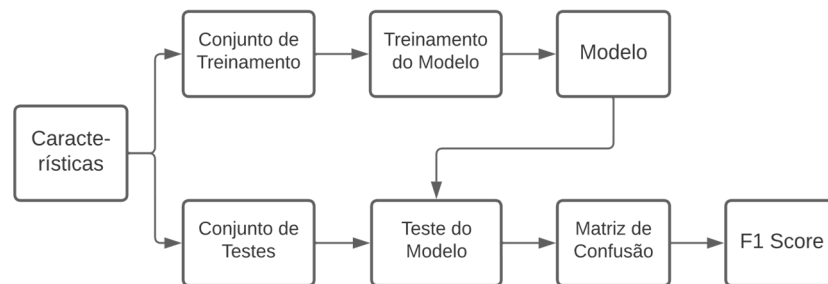 Caracte-
rísticas
Conjunto de
Treinamento
Treinamento
do Modelo
Modelo
Conjunto de
Testes
Teste do
Modelo
Matriz de
Confusão
F1 Score